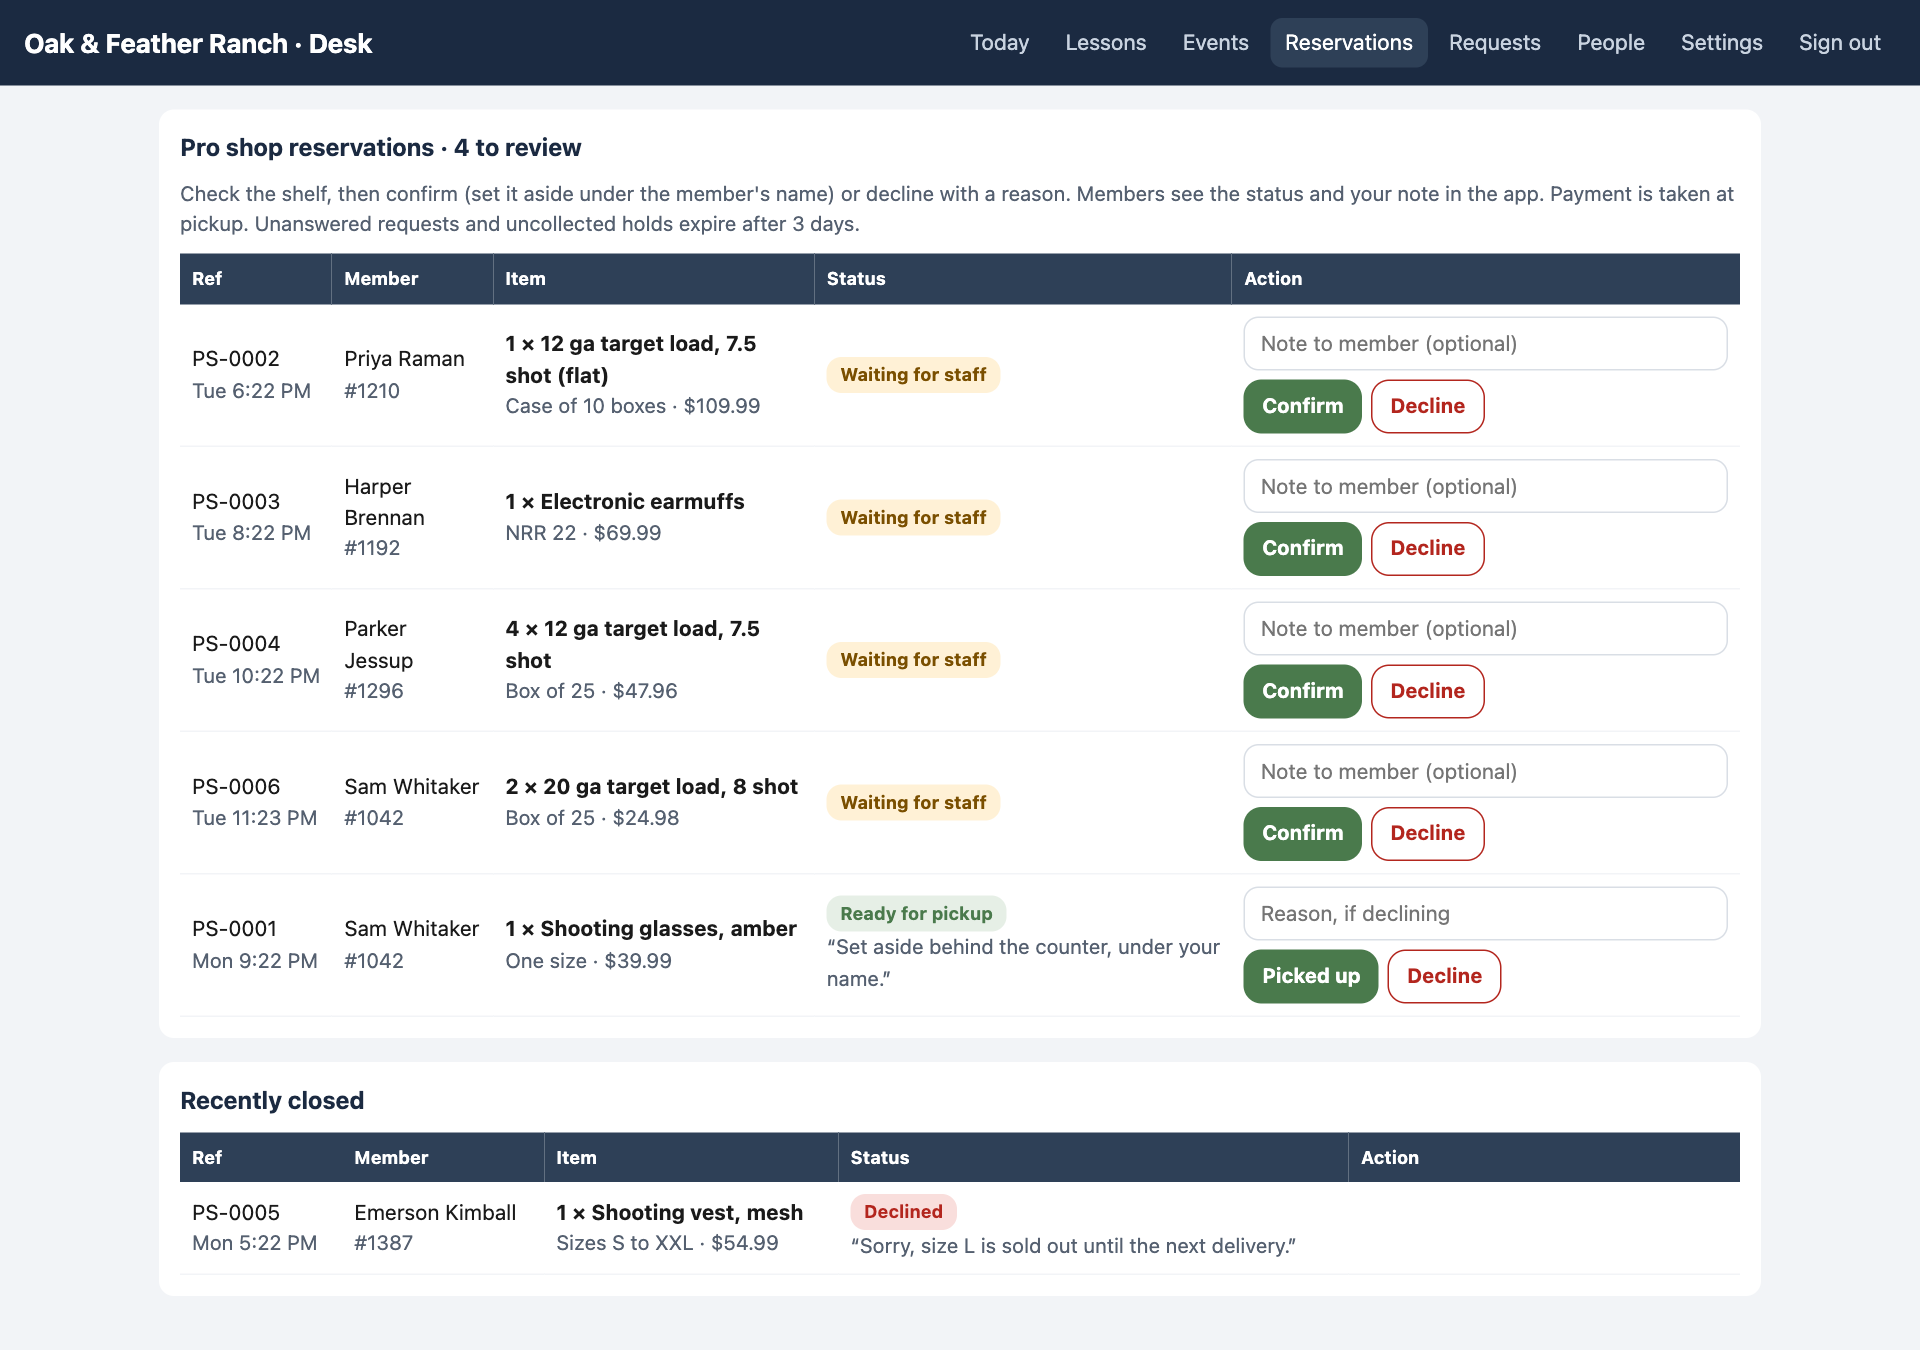 Oak & Feather Ranch · Desk
Today
Lessons
Events
Reservations
Requests
People
Settings
Sign out
Pro shop reservations · 4 to review
Check the shelf, then confirm (set it aside under the member's name) or decline with a reason. Members see the status and your note in the app. Payment is taken at
pickup. Unanswered requests and uncollected holds expire after 3 days.
Ref
Member
Item
Status
Action
PS-0002
Tue 6:22 PM
Priya Raman
#1210
1 × 12 ga target load, 7.5
shot (flat)
Case of 10 boxes · $109.99
Waiting for staff
Note to member (optional)
Confirm
Decline
PS-0003
Tue 8:22 PM
Harper
Brennan
#1192
1 × Electronic earmuffs
NRR 22 · $69.99
Waiting for staff
Note to member (optional)
Confirm
Decline
PS-0004
Tue 10:22 PM
Parker
Jessup
#1296
4 × 12 ga target load, 7.5
shot
Box of 25 · $47.96
Waiting for staff
Note to member (optional)
Confirm
Decline
PS-0006
Tue 11:23 PM
Sam Whitaker
#1042
2 × 20 ga target load, 8 shot
Box of 25 · $24.98
Waiting for staff
Note to member (optional)
Confirm
Decline
PS-0001
Mon 9:22 PM
Sam Whitaker
#1042
1 × Shooting glasses, amber
One size · $39.99
Ready for pickup
“Set aside behind the counter, under your
name.”
Reason, if declining
Picked up
Decline
Recently closed
Ref
Member
Item
Status
Action
PS-0005
Mon 5:22 PM
Emerson Kimball
#1387
1 × Shooting vest, mesh
Sizes S to XXL · $54.99
Declined
“Sorry, size L is sold out until the next delivery.”